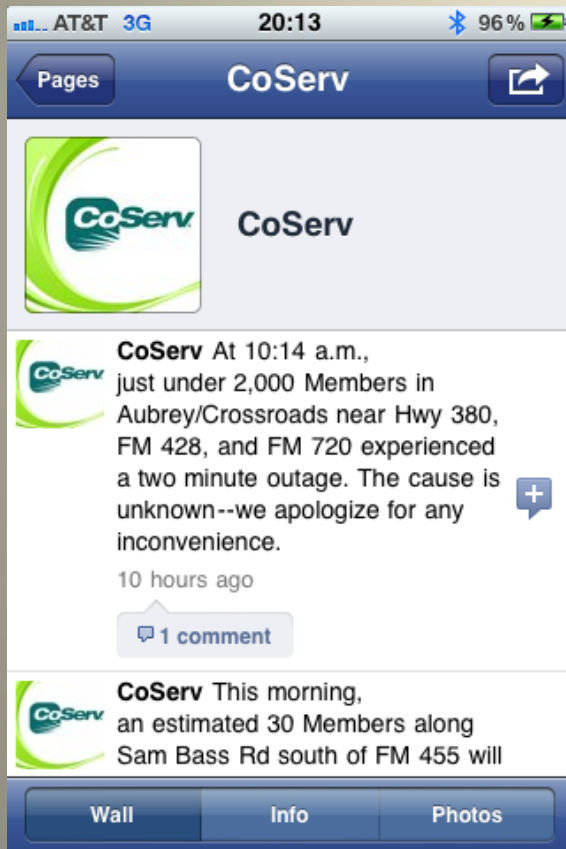 AT&T 3G 20:13 96%
Pages CoServ
CoServ
CoServ
CoServ
CoServ At 10:14 a.m.,
just under 2,000 Members in
Aubrey/Crossroads near Hwy 380,
FM 428, and FM 720 experienced
a two minute outage. The cause is
unknown--we apologize for any
inconvenience.
10 hours ago
1 comment
CoServ
CoServ This morning,
an estimated 30 Members along
Sam Bass Rd south of FM 455 will
Wall Info Photos